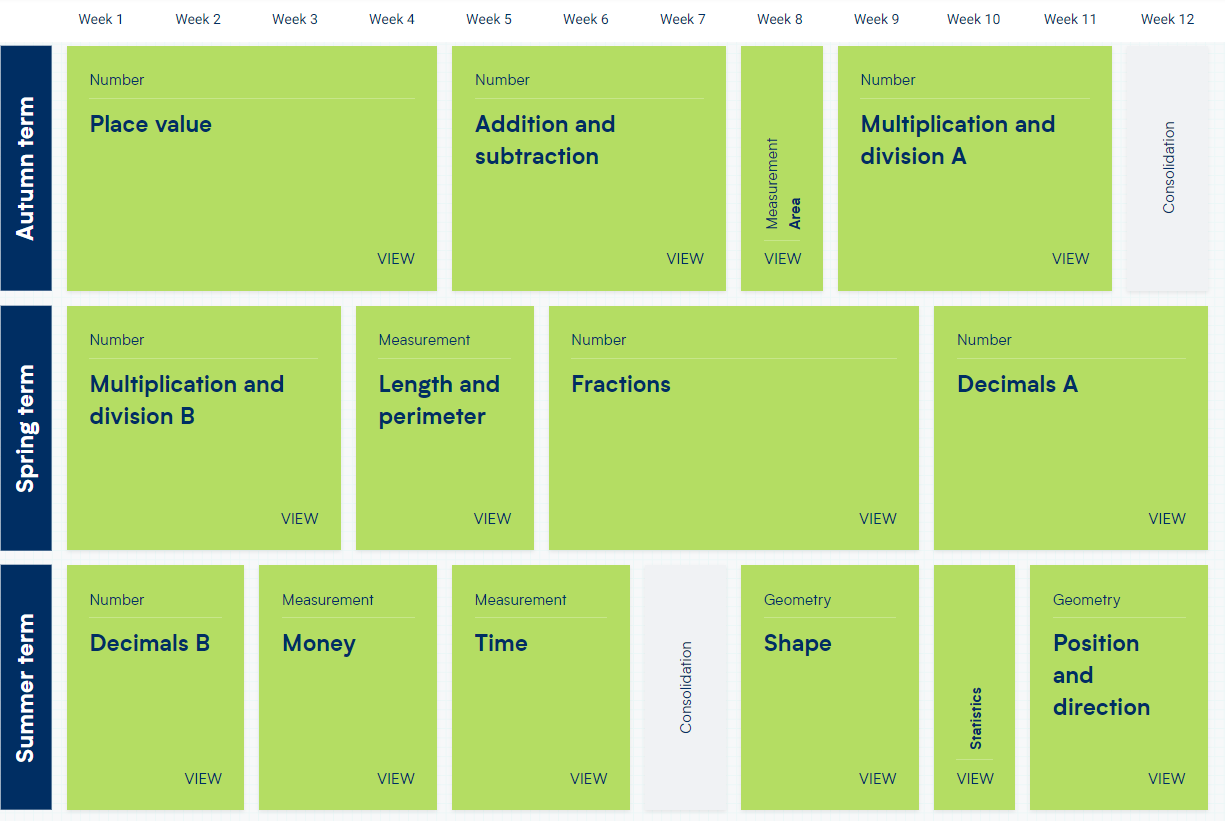 Week 1 Week 2 Week 3 Week 4 Week 5 Week 6 Week 7 Week 8 Week 9 Week 10 Week 11 Week 12
Autumn term
Number
Place value
VIEW
Number
Addition and
subtraction
VIEW
Measurement
Area
VIEW
Number
Multiplication and
division A
VIEW
Consolidation
Spring term
Number
Multiplication and
division B
VIEW
Measurement
Length and
perimeter
VIEW
Number
Fractions
VIEW
Number
Decimals A
VIEW
Summer term
Number
Decimals B
VIEW
Measurement
Money
VIEW
Measurement
Time
VIEW
Consolidation
Geometry
Shape
VIEW
Statistics
VIEW
Geometry
Position
and
direction
VIEW